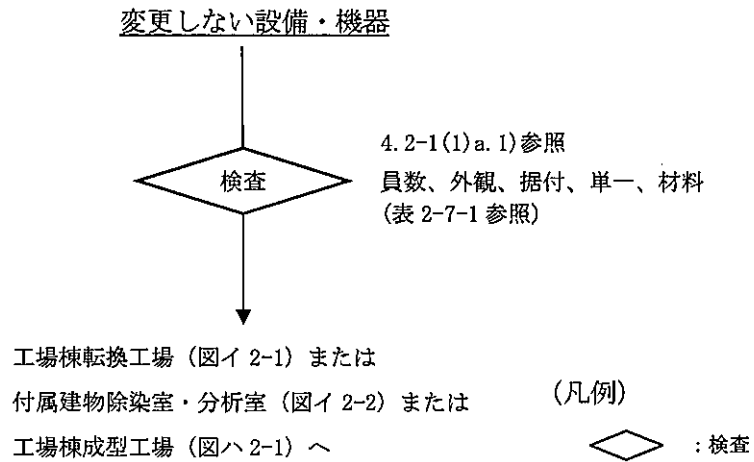 変更しない設備・機器
4.2-1(1)a.1)参照
検査
員数、外観、据付、単一、材料
(表 2-7-1 参照)
工場棟転換工場（図イ 2-1）または
付属建物除染室・分析室（図イ 2-2）または
(凡例)
工場棟成型工場（図ハ 2-1）へ
：検査